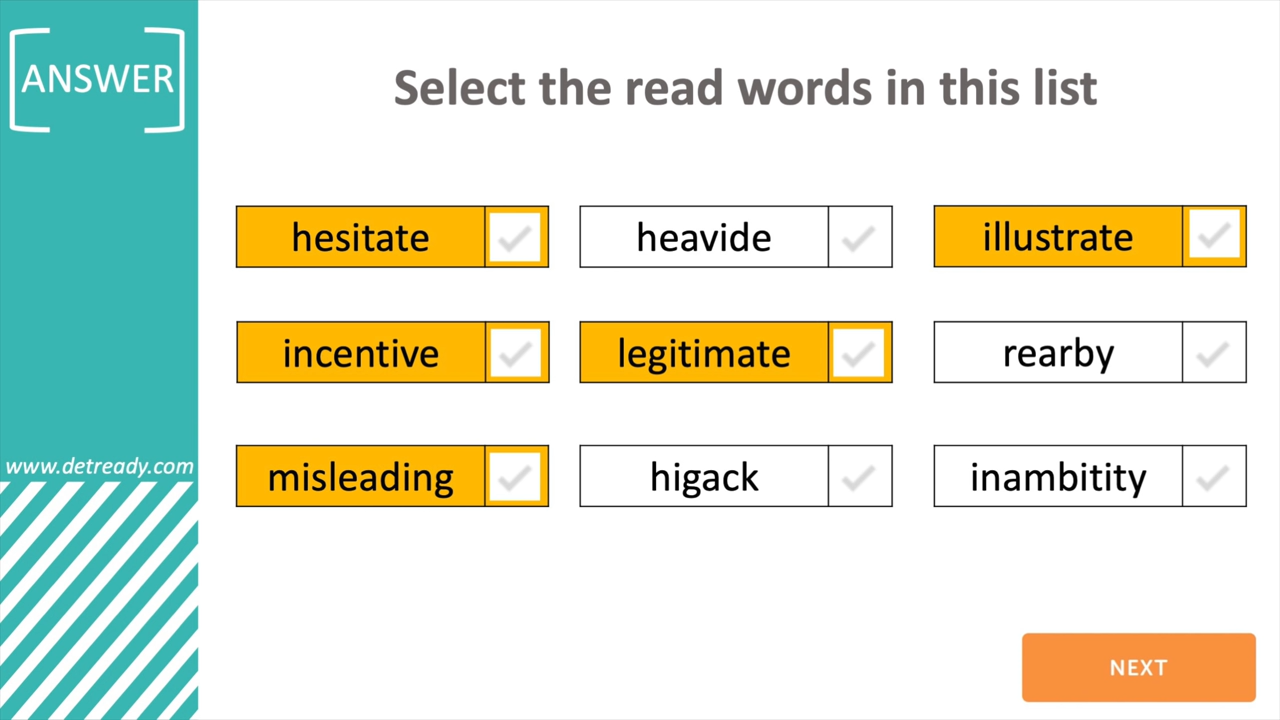 ANSWER
Select the read words in this list
hesitate
heavide
illustrate
incentive
legitimate
rearby
misleading
higack
inambitity
www.detready.com
NEXT